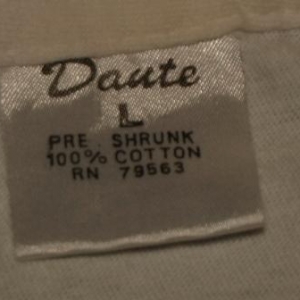 Daute
L
PRE. SHRUNK
100% COTTON
RN 79563